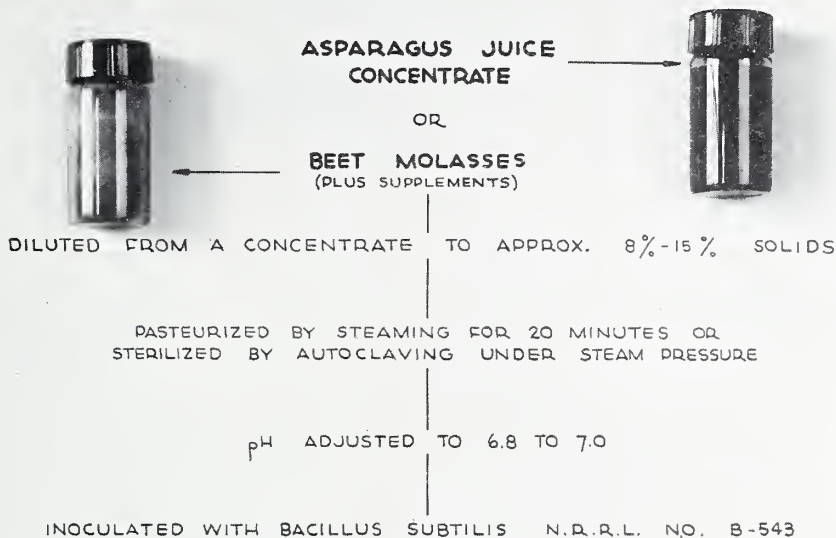 ASPARAGUS JUICE
CONCENTRATE
OR
BEET MOLASSES
(PLUS SUPPLEMENTS)
DILUTED FROM A CONCENTRATE TO APPROX. 8%-15% SOLIDS
PASTEURIZED BY STEAMING FOR 20 MINUTES OR
STERILIZED BY AUTOCLAVING UNDER STEAM PRESSURE
pH ADJUSTED TO 6.8 TO 7.0
INOCULATED WITH BACILLUS SUBTILIS N.R.R.L. NO. B-543